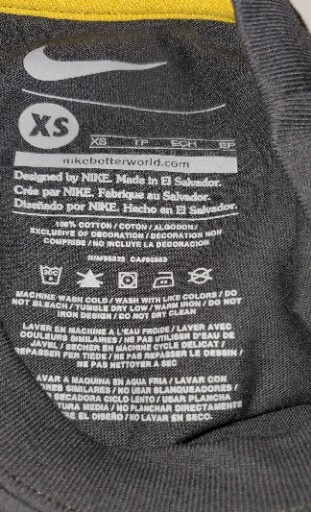 XS
XS TP ECH EP
nikebetterworld.com
Designed by NIKE. Made in El Salvador.
Crée par NIKE. Fabrique au Salvador.
Diseñado por NIKE. Hecho en El Salvador.
100% COTTON / COTON / ALGODON /
EXCLUSIVE OF DECORATION / DECORATION NON
COMPRISE / NO INCLUYE LA DECORACION
30C
MACHINE WASH COLD / WASH WITH LIKE COLORS / DO
NOT BLEACH / TUMBLE DRY LOW / WARM IRON / DO NOT
IRON DESIGN / DO NOT DRY CLEAN
LAVER EN MACHINE A L'EAU FROIDE / LAVER AVEC
COULEURS SIMILAIRES / NE PAS UTILISER D'EAU DE
JAVEL / SECHER EN MACHINE CYCLE DELICAT /
REPASSER FER TIEDE / NE PAS REPASSER LE DESSIN /
NE PAS NETTOYER A SEC
LAVAR A MAQUINA EN AGUA FRIA / LAVAR CON
SIMILARES / NO USAR BLANQUEADORES /
SECADORA CICLO LENTO / USAR PLANCHA
MEDIA / NO PLANCHAR DIRECTAMENTE
EL DISEÑO / NO LAVAR EN SECO.